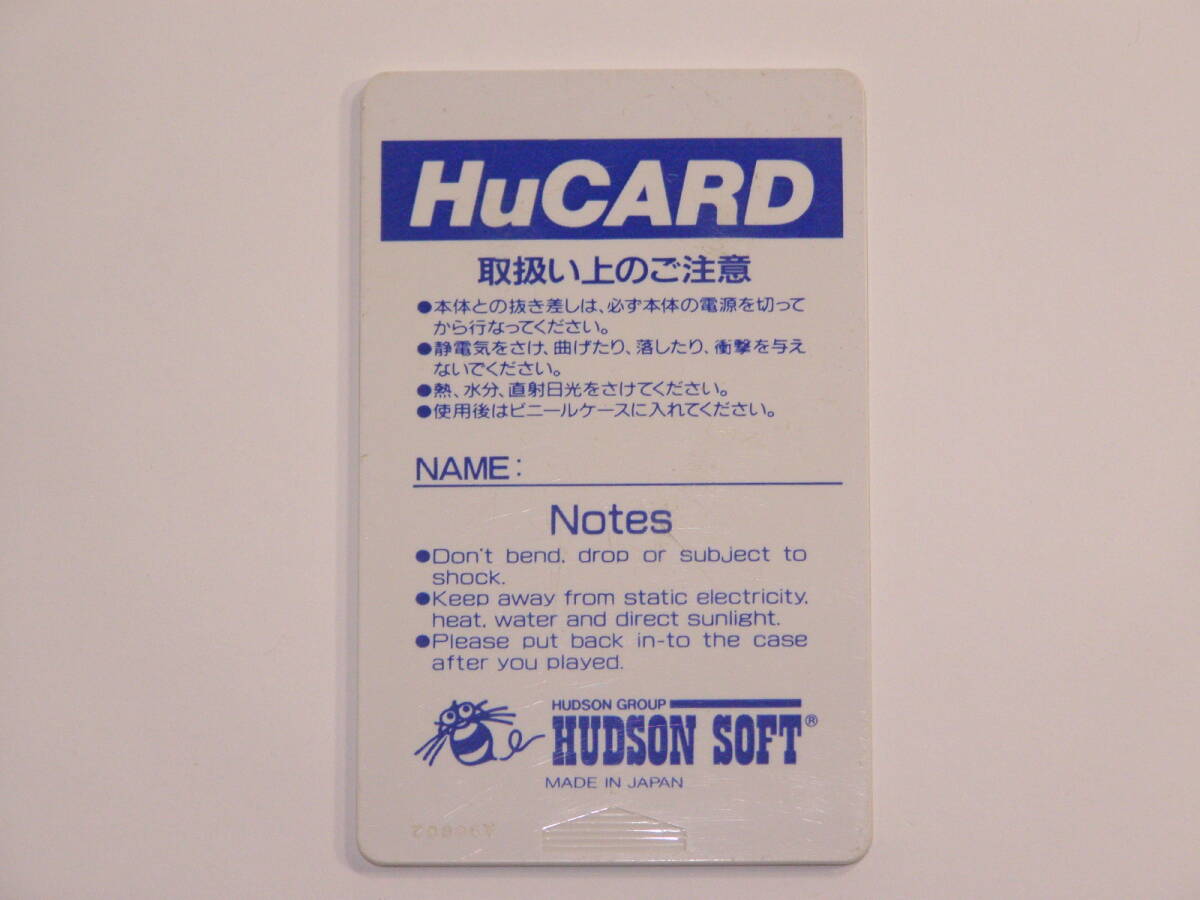 HuCARD
取扱い上のご注意
●本体との抜き差しは、必ず本体の電源を切って
から行なってください。
●静電気をさけ、曲げたり、落したり、衝撃を与え
ないでください。
●熱、水分、直射日光をさけてください。
●使用後はビニールケースに入れてください。
NAME:
Notes
●Don't bend, drop or subject to
shock.
●Keep away from static electricity,
heat, water and direct sunlight.
●Please put back in-to the case
after you played.
HUDSON GROUP
HUDSON SOFT®
MADE IN JAPAN